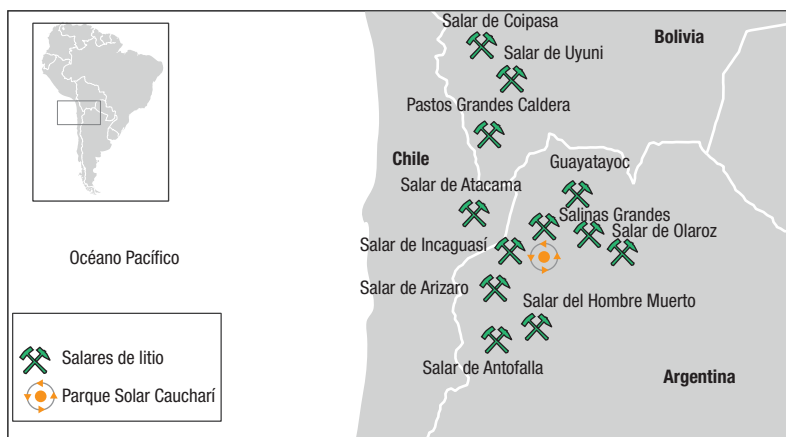 Salar de Coipasa
Bolivia
Salar de Uyuni
Pastos Grandes Caldera
Chile
Guayatayoc
Salar de Atacama
Salinas Grandes
Salar de Olaroz
Salar de Incaguasí
Océano Pacífico
Salar de Arizaro
Salar del Hombre Muerto
Salares de litio
Salar de Antofalla
Argentina
Parque Solar Caucharí